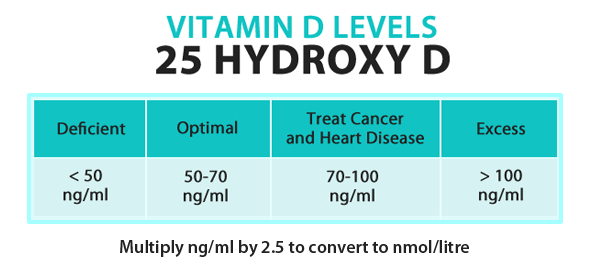 VITAMIN D LEVELS
25 HYDROXY D
Deficient
Optimal
Treat Cancer
and Heart Disease
Excess
< 50
ng/ml
50-70
ng/ml
70-100
ng/ml
> 100
ng/ml
Multiply ng/ml by 2.5 to convert to nmol/litre